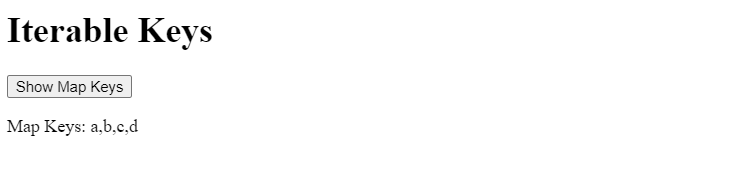 Iterable Keys
Show Map Keys
Map Keys: a,b,c,d